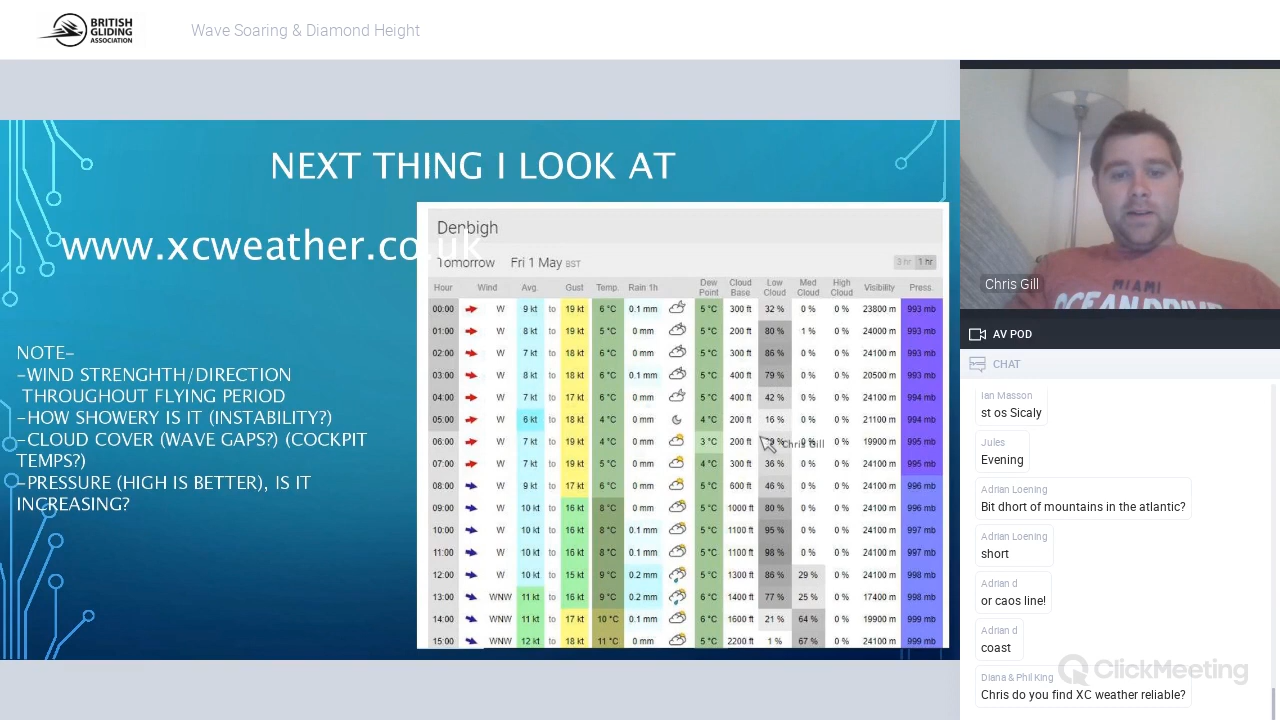 BRITISH
GLIDING
ASSOCIATION
Wave Soaring & Diamond Height
NEXT THING I LOOK AT
www.xcweather.co.uk
NOTE-
-WIND STRENGHTH/DIRECTION
THROUGHOUT FLYING PERIOD
-HOW SHOWERY IS IT (INSTABILITY?)
-CLOUD COVER (WAVE GAPS?) (COCKPIT
TEMPS?)
-PRESSURE (HIGH IS BETTER), IS IT
INCREASING?
Denbigh
Tomorrow Fri 1 May BST 3 hr 1 hr
Hour Wind Avg. Gust Temp. Rain 1h Dew Point Cloud Base Low Cloud Med Cloud High Cloud Visibility Press.
00:00 W 9 kt to 19 kt 6 °C 0.1 mm 5 °C 300 ft 32 % 0 % 0 % 23800 m 993 mb
01:00 W 8 kt to 19 kt 5 °C 0 mm 5 °C 200 ft 80 % 1 % 0 % 24000 m 993 mb
02:00 W 7 kt to 18 kt 6 °C 0 mm 5 °C 300 ft 86 % 0 % 0 % 24100 m 993 mb
03:00 W 8 kt to 18 kt 6 °C 0.1 mm 5 °C 400 ft 79 % 0 % 0 % 20500 m 993 mb
04:00 W 7 kt to 17 kt 6 °C 0 mm 5 °C 400 ft 42 % 0 % 0 % 24100 m 994 mb
05:00 W 6 kt to 18 kt 4 °C 0 mm 4 °C 200 ft 16 % 0 % 0 % 21100 m 994 mb
06:00 W 7 kt to 19 kt 4 °C 0 mm 3 °C 200 ft 0 % 19900 m 995 mb
Chris Gill
07:00 W 7 kt to 19 kt 5 °C 0 mm 4 °C 300 ft 36 % 0 % 0 % 24100 m 995 mb
08:00 W 9 kt to 17 kt 6 °C 0 mm 5 °C 600 ft 46 % 0 % 0 % 24100 m 996 mb
09:00 W 10 kt to 16 kt 8 °C 0 mm 5 °C 1000 ft 80 % 0 % 0 % 24100 m 996 mb
10:00 W 10 kt to 16 kt 8 °C 0.1 mm 5 °C 1100 ft 95 % 0 % 0 % 24100 m 997 mb
11:00 W 10 kt to 16 kt 8 °C 0 mm 5 °C 1100 ft 98 % 0 % 0 % 24100 m 997 mb
12:00 W 10 kt to 15 kt 9 °C 0.2 mm 5 °C 1300 ft 86 % 29 % 0 % 24100 m 998 mb
13:00 WNW 11 kt to 16 kt 9 °C 0.2 mm 5 °C 1400 ft 77 % 25 % 0 % 17400 m 998 mb
14:00 WNW 11 kt to 17 kt 10 °C 0.1 mm 6 °C 1600 ft 21 % 64 % 0 % 19900 m 999 mb
15:00 WNW 12 kt to 18 kt 11 °C 0 mm 5 °C 2200 ft 1 % 67 % 0 % 24100 m 999 mb
MIAMI
OCEAN DRIVE
Chris Gill
AV POD
CHAT
Ian Masson
st os Sicaly
Jules
Evening
Adrian Loening
Bit dhort of mountains in the atlantic?
Adrian Loening
short
Adrian d
or caos line!
Adrian d
coast
Diana & Phil King
Chris do you find XC weather reliable?
ClickMeeting